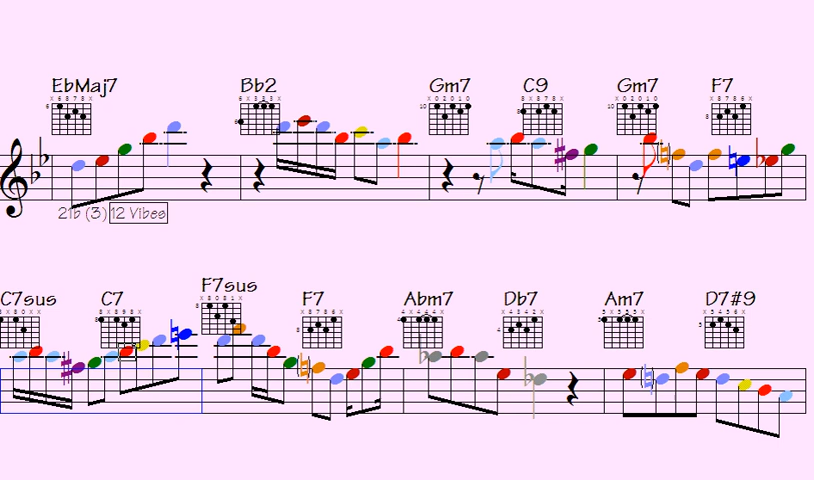 EbMaj7 Bb2 Gm7 C9 Gm7 F7
21b (3) 12 Vibes
C7sus C7 F7sus F7 Abm7 Db7 Am7 D7#9